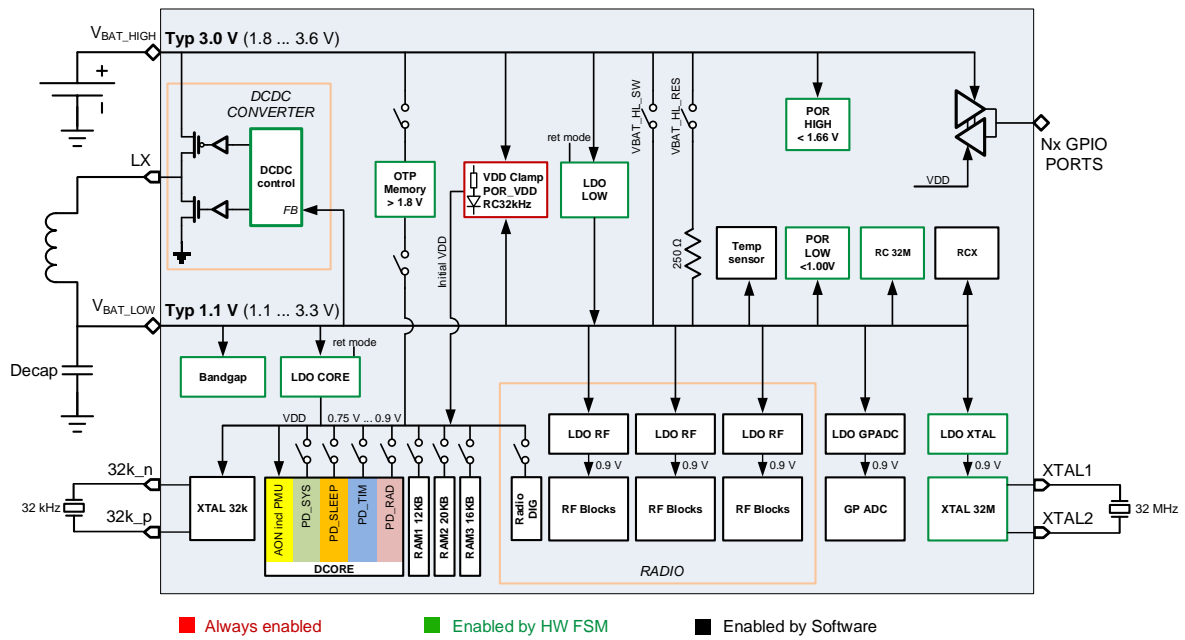 VBAT_HIGH
Typ 3.0 V (1.8 ... 3.6 V)
+
DCDC
CONVERTER
LX
DCDC
control
FB
OTP
Memory
> 1.8 V
VDD Clamp
POR_VDD
RC32kHz
ret mode
LDO
LOW
VBAT_HL_SW
VBAT_HL_RES
250 Ω
POR
HIGH
< 1.66 V
VDD
Nx GPIO
PORTS
Initial VDD
Temp
sensor
POR
LOW
<1.00V
RC 32M
RCX
VBAT_LOW
Typ 1.1 V (1.1 ... 3.3 V)
Decap
Bandgap
ret mode
LDO CORE
VDD
0.75 V ... 0.9 V
LDO RF
LDO RF
LDO RF
LDO GPADC
LDO XTAL
0.9 V
0.9 V
0.9 V
0.9 V
0.9 V
32k_n
32 kHz
32k_p
XTAL 32k
AON incl PMU
PD_SYS
PD_SLEEP
PD_TIM
PD_RAD
DCORE
RAM1 12KB
RAM2 20KB
RAM3 16KB
Radio
DIG
RF Blocks
RF Blocks
RF Blocks
GP ADC
XTAL 32M
XTAL1
32 MHz
XTAL2
RADIO
Always enabled
Enabled by HW FSM
Enabled by Software